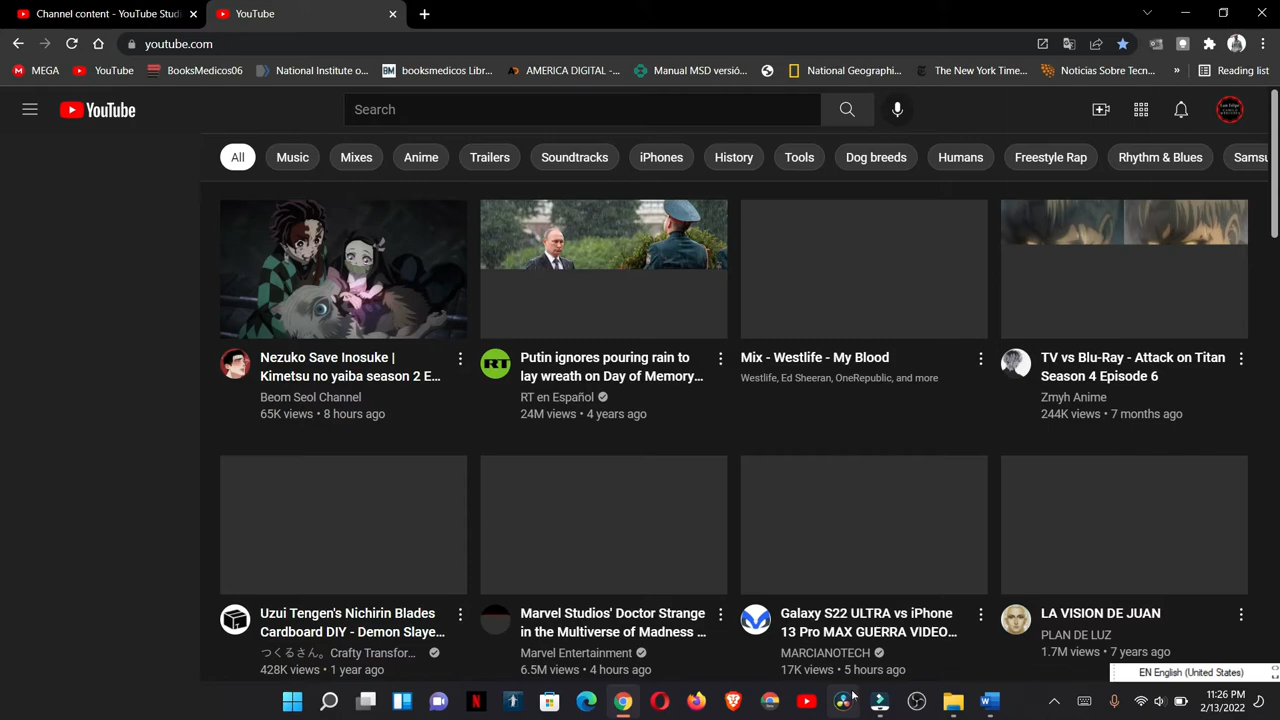 Channel content - YouTube Studi
YouTube
youtube.com
MEGA
YouTube
BooksMedicos06
National Institute o...
BM booksmedicos Libr...
AMERICA DIGITAL -...
Manual MSD versió...
National Geographi...
The New York Time...
Noticias Sobre Tecn...
»
Reading list
YouTube
Search
All
Music
Mixes
Anime
Trailers
Soundtracks
iPhones
History
Tools
Dog breeds
Humans
Freestyle Rap
Rhythm & Blues
Samsu
Nezuko Save Inosuke |
Kimetsu no yaiba season 2 E...
Beom Seol Channel
65K views • 8 hours ago
RT
Putin ignores pouring rain to
lay wreath on Day of Memory...
RT en Español
24M views • 4 years ago
Mix - Westlife - My Blood
Westlife, Ed Sheeran, OneRepublic, and more
TV vs Blu-Ray - Attack on Titan
Season 4 Episode 6
Zmyh Anime
244K views • 7 months ago
Uzui Tengen's Nichirin Blades
Cardboard DIY - Demon Slaye...
つくるさん。Crafty Transfor...
428K views • 1 year ago
Marvel Studios' Doctor Strange
in the Multiverse of Madness ...
Marvel Entertainment
6.5M views • 4 hours ago
Galaxy S22 ULTRA vs iPhone
13 Pro MAX GUERRA VIDEO...
MARCIANOTECH
17K views • 5 hours ago
LA VISION DE JUAN
PLAN DE LUZ
1.7M views • 7 years ago
EN English (United States)
11:26 PM
2/13/2022